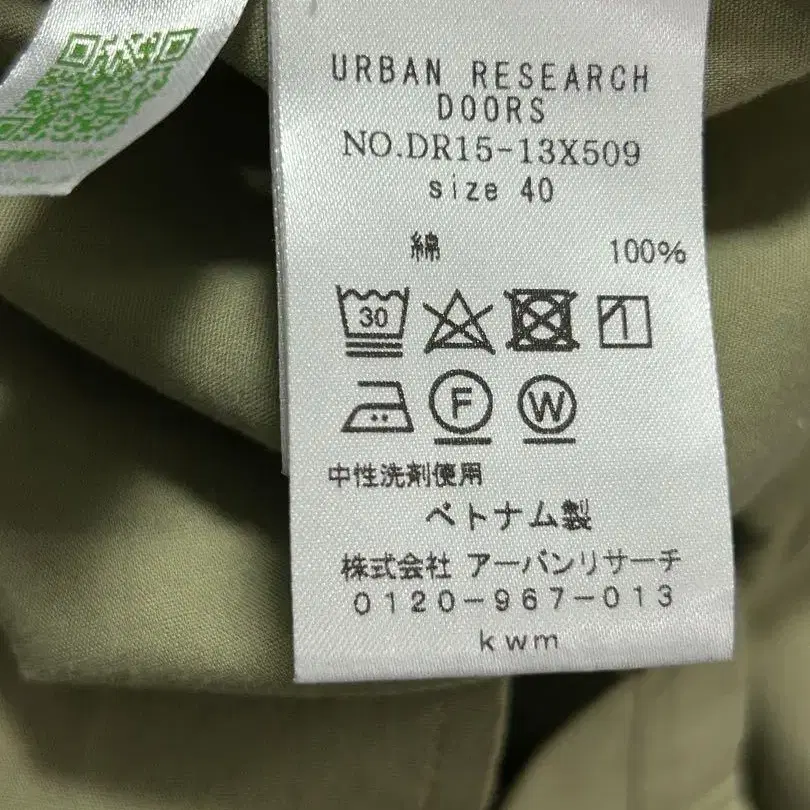 URBAN RESEARCH
DOORS
NO.DR15-13X509
size 40
綿 100%
30
F W
中性洗剤使用
ベトナム製
株式会社 アーバンリサーチ
0120-967-013
kwm